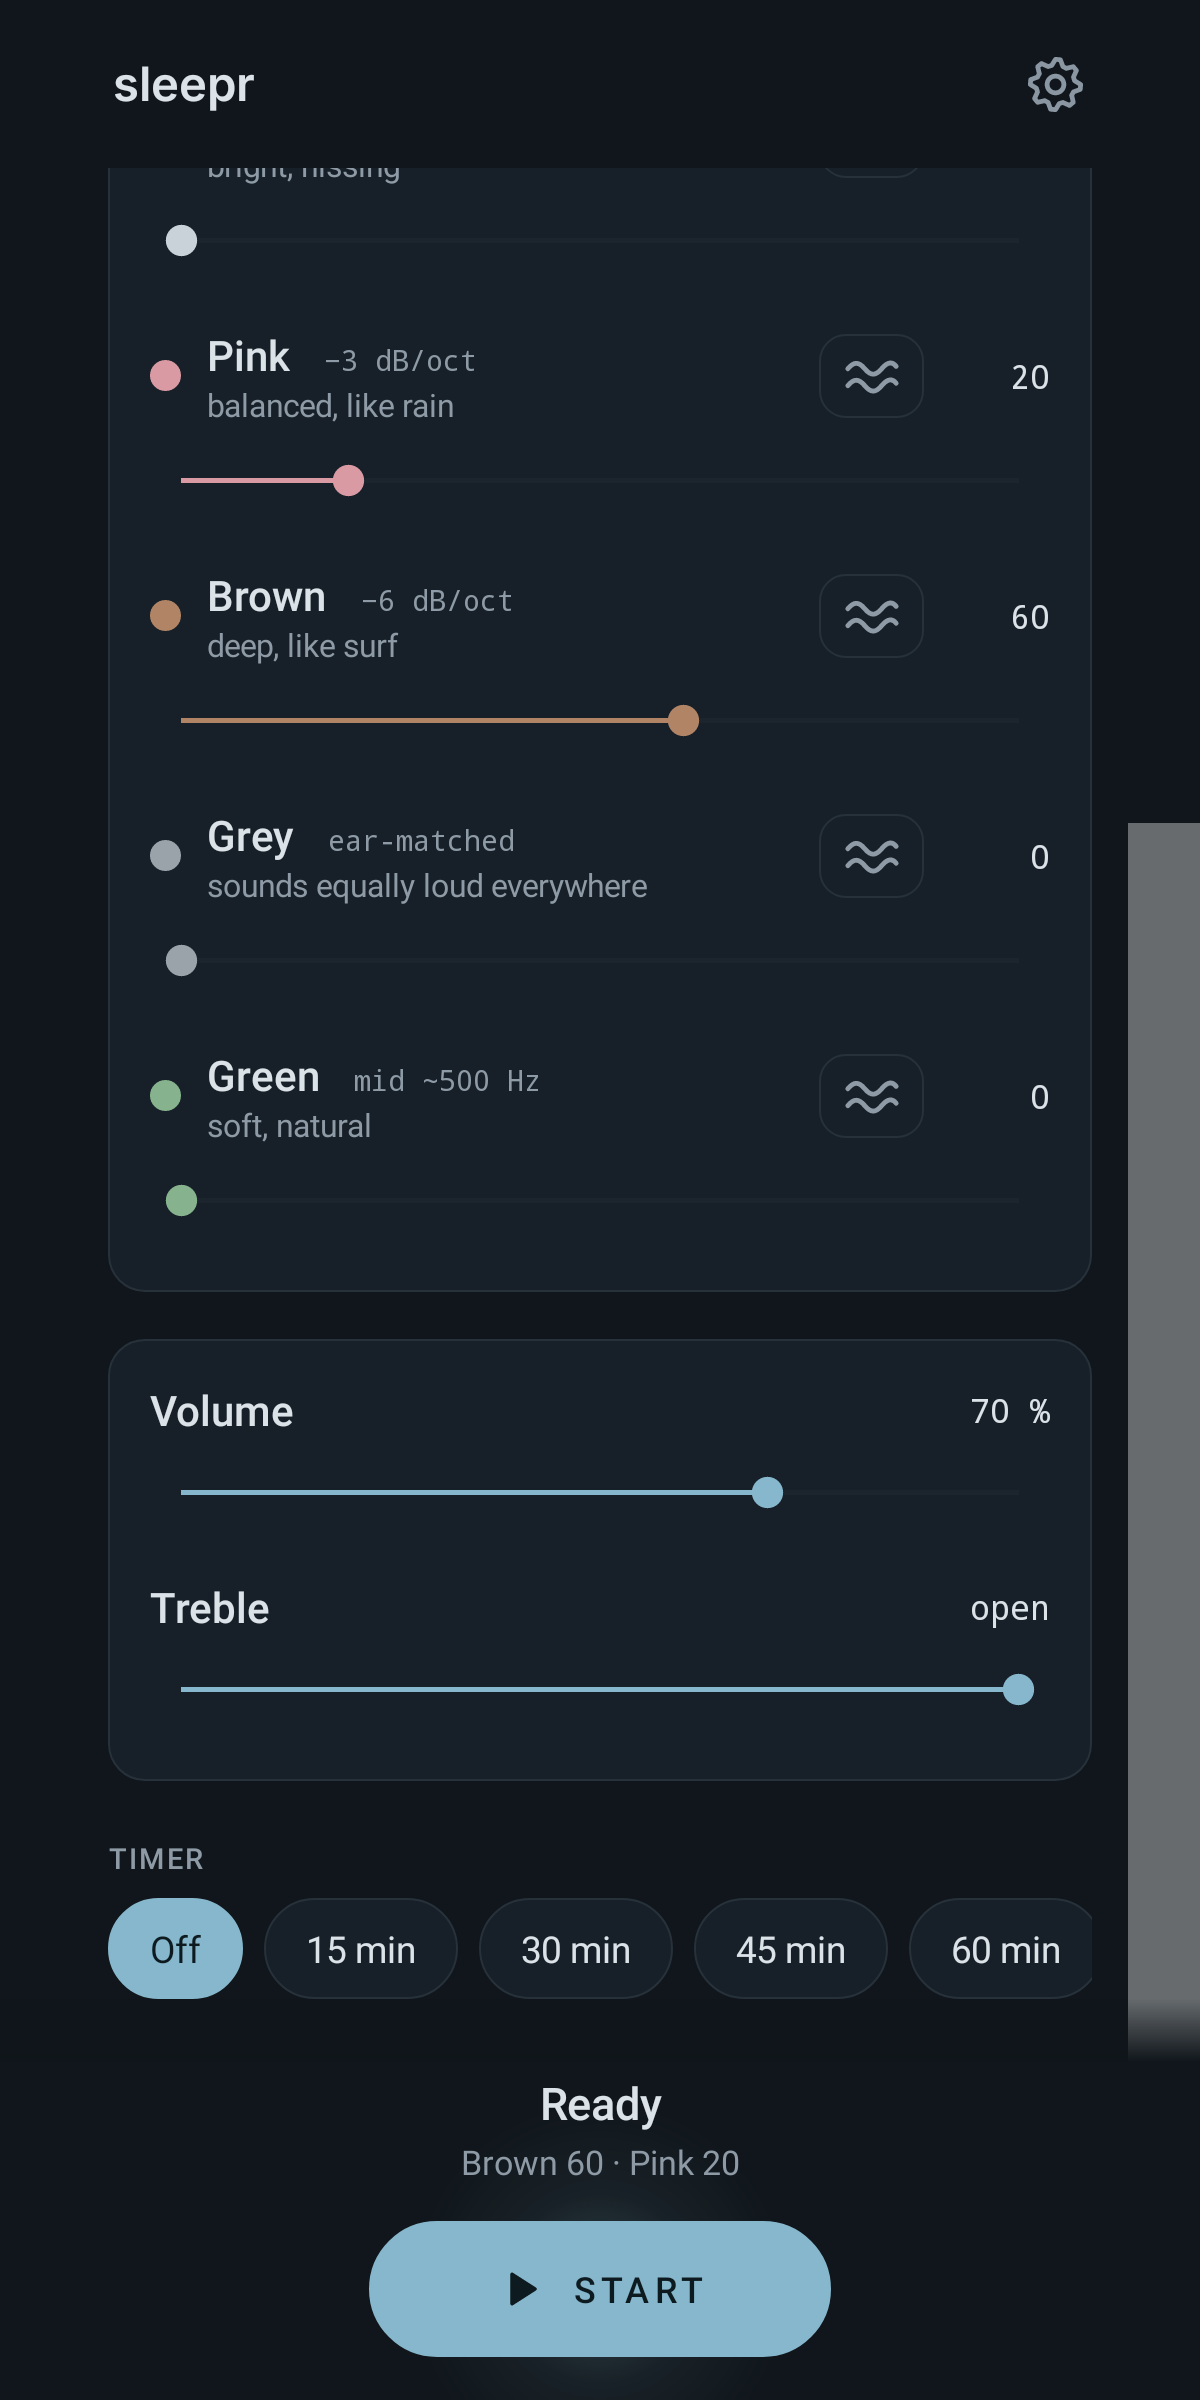 sleepr
bright, hissing
Pink −3 dB/oct
balanced, like rain
20
Brown −6 dB/oct
deep, like surf
60
Grey ear-matched
sounds equally loud everywhere
0
Green mid ~500 Hz
soft, natural
0
Volume 70 %
Treble open
TIMER
Off 15 min 30 min 45 min 60 min
Ready
Brown 60 · Pink 20
START